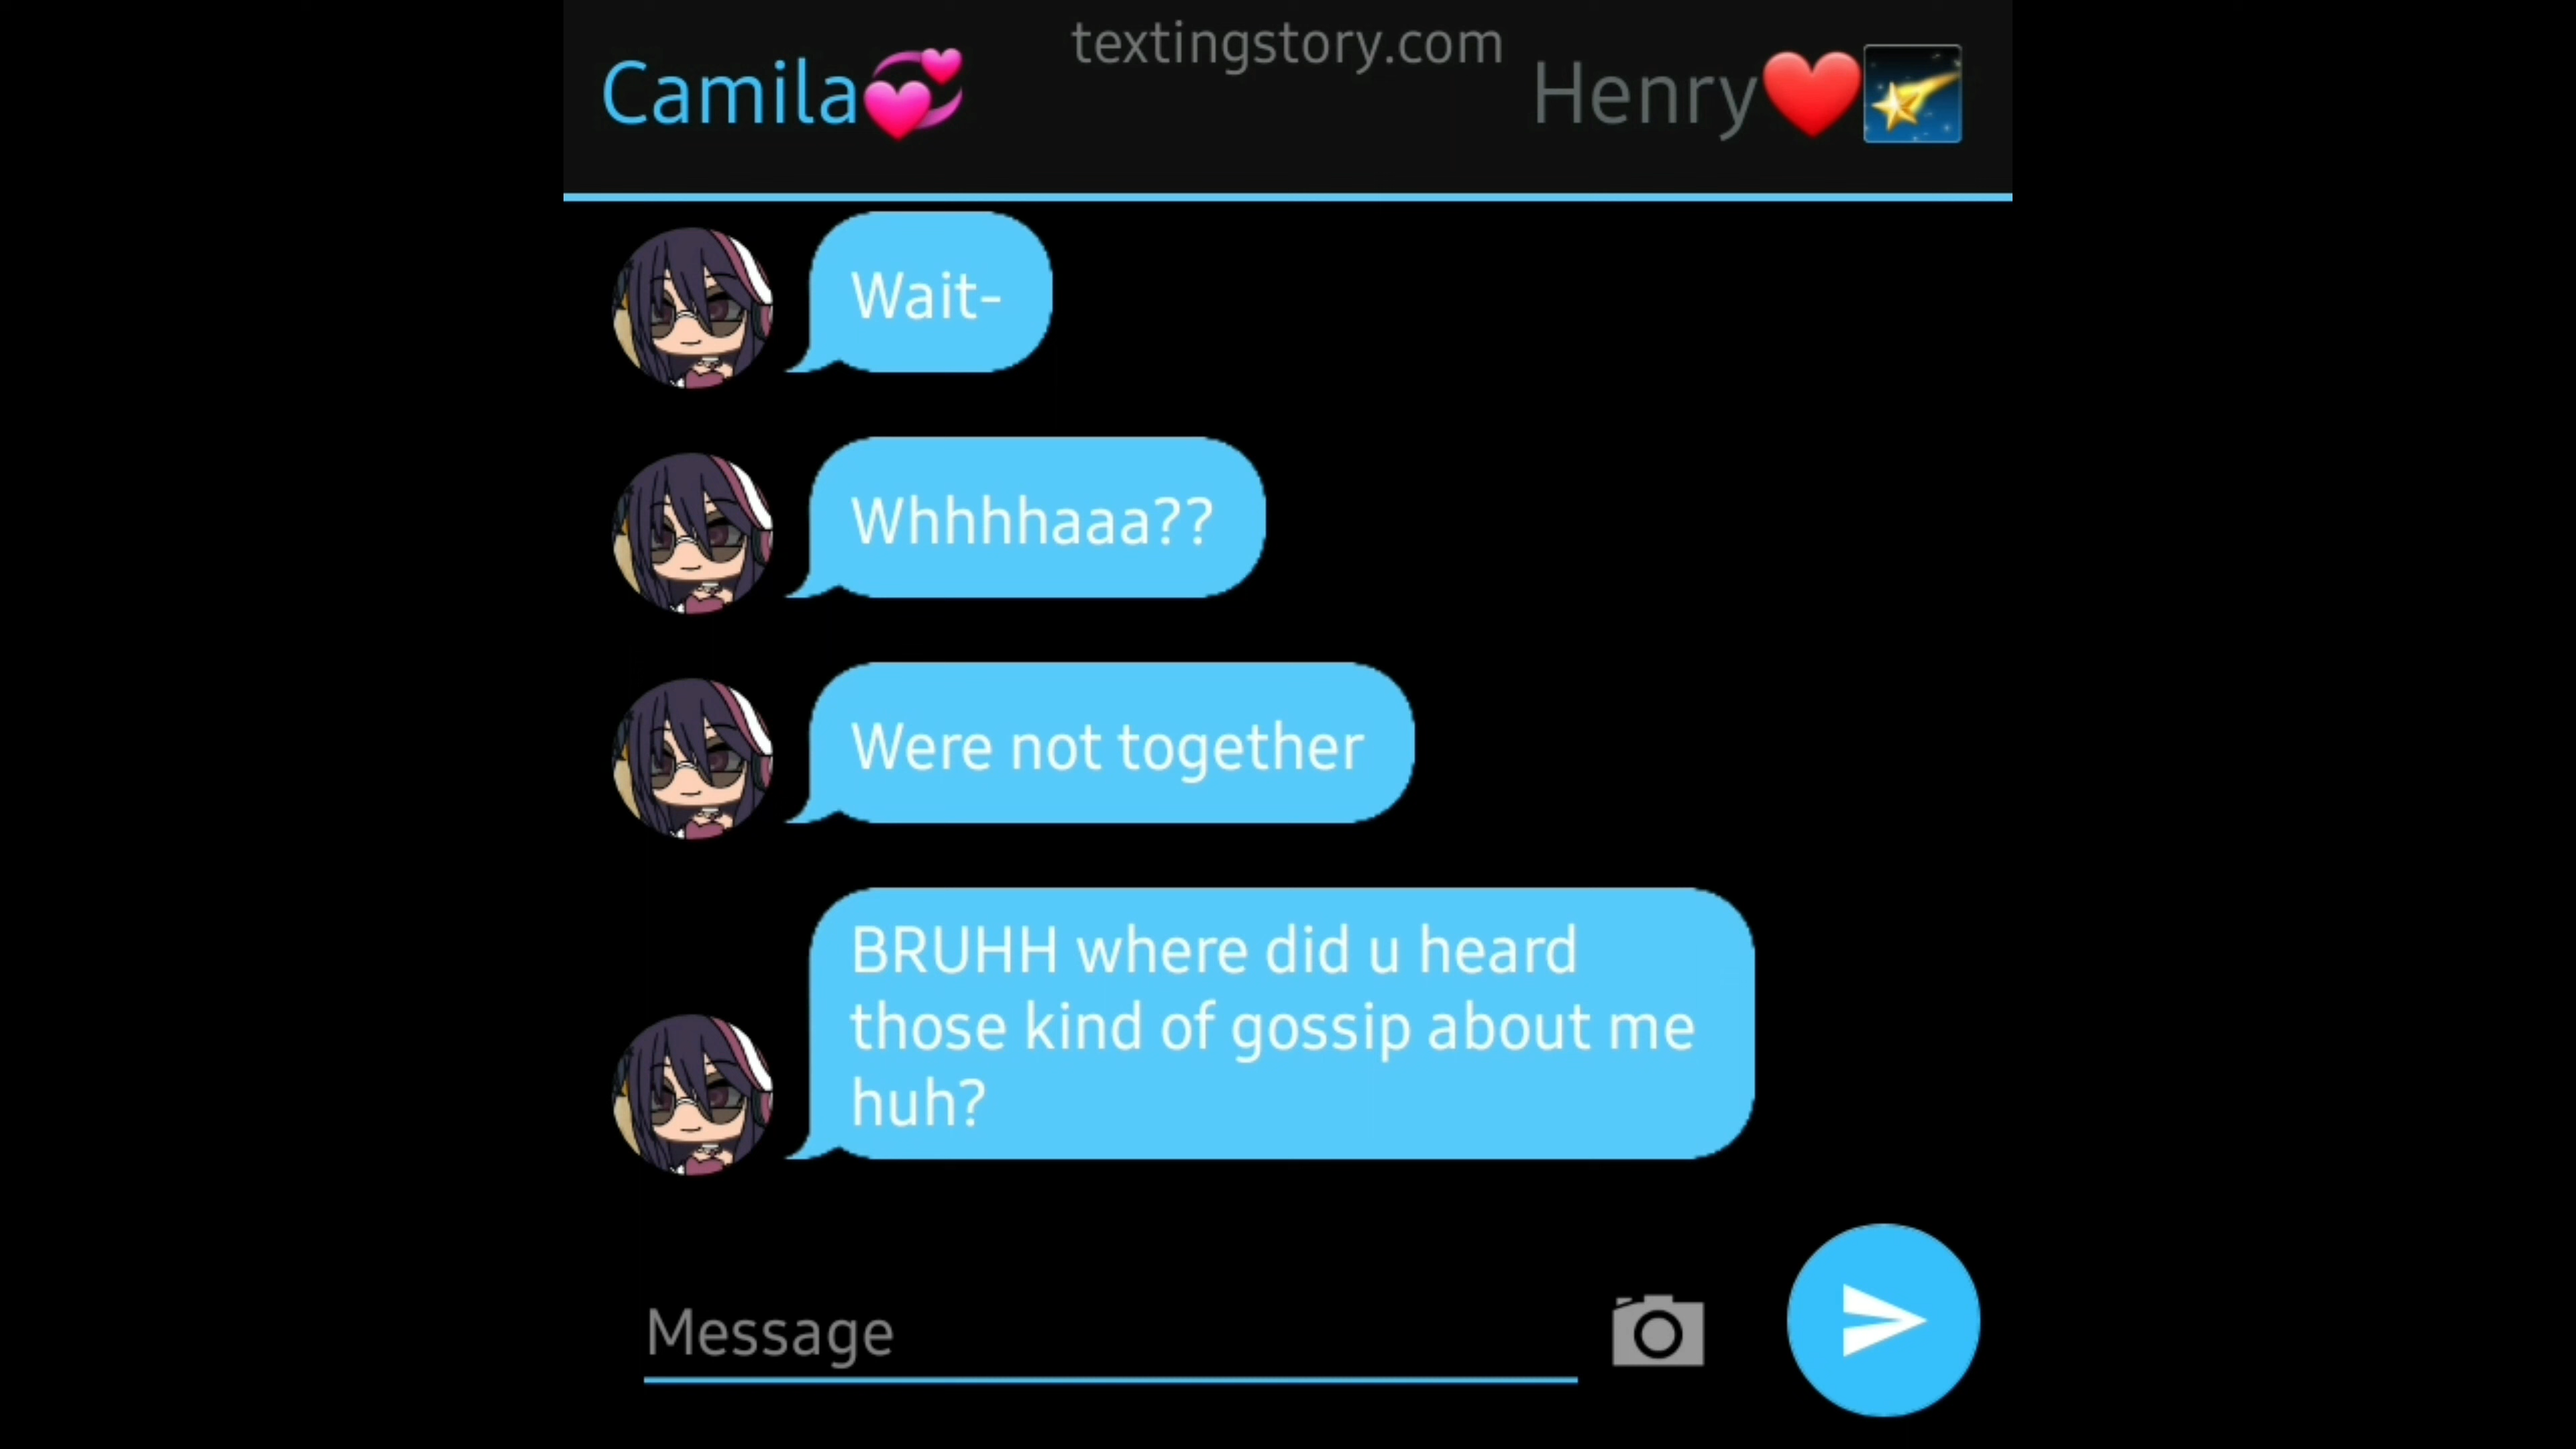 textingstory.com
Camila💞 Henry❤️🌠
Wait-
Whhhhaaa??
Were not together
BRUHH where did u heard
those kind of gossip about me
huh?
Message